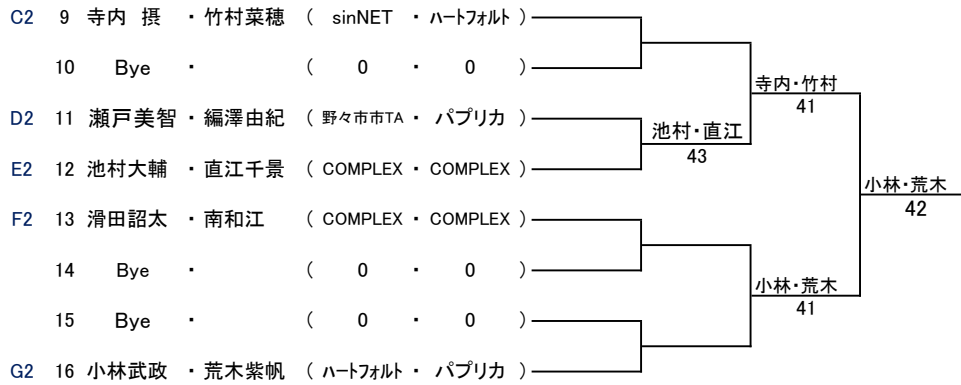 C2 9 寺内 摂 ・竹村菜穂 ( sinNET ・ ハートフォルト )
10 Bye ・ ( 0 ・ 0 )
寺内・竹村
41
D2 11 瀬戸美智 ・編澤由紀 ( 野々市市TA ・ パプリカ )
池村・直江
43
E2 12 池村大輔 ・直江千景 ( COMPLEX ・ COMPLEX )
小林・荒木
42
F2 13 滑田詔太 ・南和江 ( COMPLEX ・ COMPLEX )
14 Bye ・ ( 0 ・ 0 )
小林・荒木
41
15 Bye ・ ( 0 ・ 0 )
G2 16 小林武政 ・荒木紫帆 ( ハートフォルト ・ パプリカ )